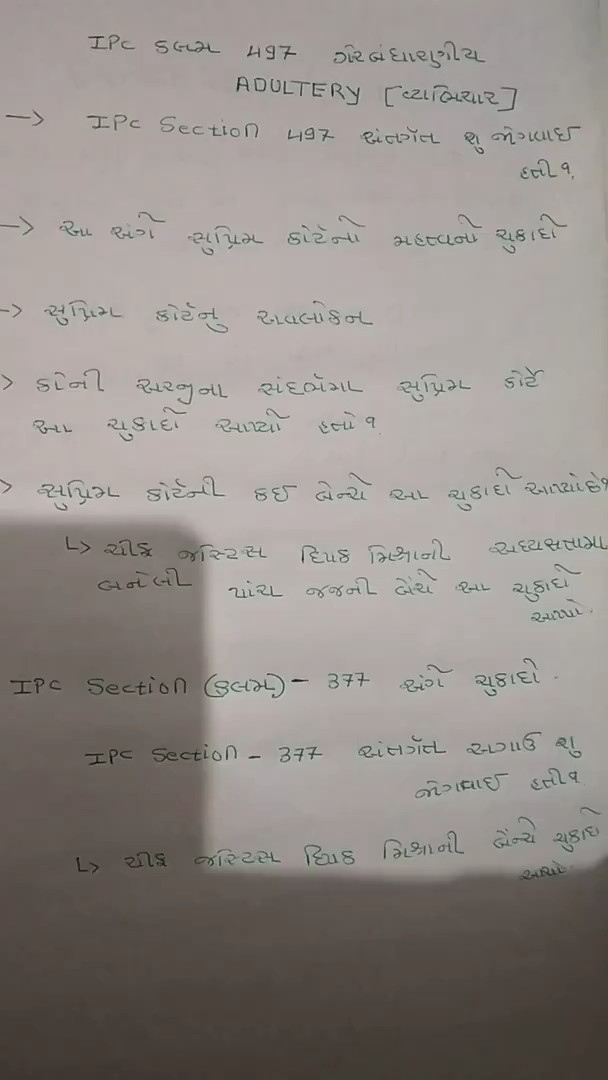 IPC કલમ 497 ગેરબંધારણીય
ADULTERY [વ્યાભિચાર]
-> IPC Section 497 અંતર્ગત શુ જોગવાઈ
હતી ?
-> આ અંગે સુપ્રિમ કોર્ટનો મહત્વનો ચુકાદો
-> સુપ્રિમ કોર્ટનુ અવલોકન
> કોની અરજીના સંદર્ભમા સુપ્રિમ કોર્ટે
આ ચુકાદો આપ્યો હતો ?
> સુપ્રિમ કોર્ટની કઈ બેન્ચે આ ચુકાદો આપ્યો છે ?
↳ ચીફ જસ્ટિસ દિપક મિશ્રાની અધ્યક્ષતામા
બનેલી પાંચ જજની બેંચે આ ચુકાદો
આપ્યો.
IPC Section (કલમ) - 377 અંગે ચુકાદો.
IPC Section - 377 અંતર્ગત અગાઉ શુ
જોગવાઈ હતી ?
↳ ચીફ જસ્ટિસ દિપક મિશ્રાની બેંન્ચે ચુકાદો
આપ્યો.